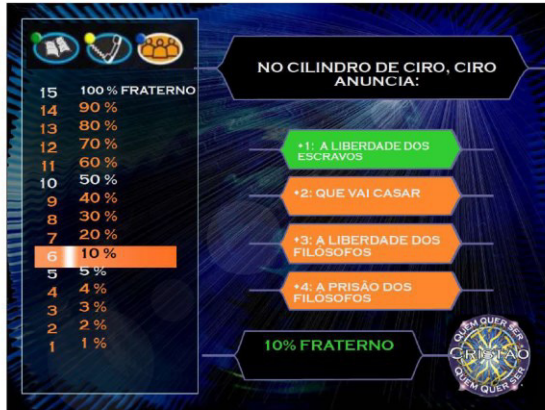 NO CILINDRO DE CIRO, CIRO
ANUNCIA:
15 100 % FRATERNO
14 90 %
13 80 %
12 70 %
11 60 %
10 50 %
9 40 %
8 30 %
7 20 %
6 10 %
5 5 %
4 4 %
3 3 %
2 2 %
1 1 %
•1: A LIBERDADE DOS
ESCRAVOS
•2: QUE VAI CASAR
•3: A LIBERDADE DOS
FILÓSOFOS
•4: A PRISÃO DOS
FILÓSOFOS
10% FRATERNO
QUEM QUER SER
CRISTÃO
QUEM QUER SER